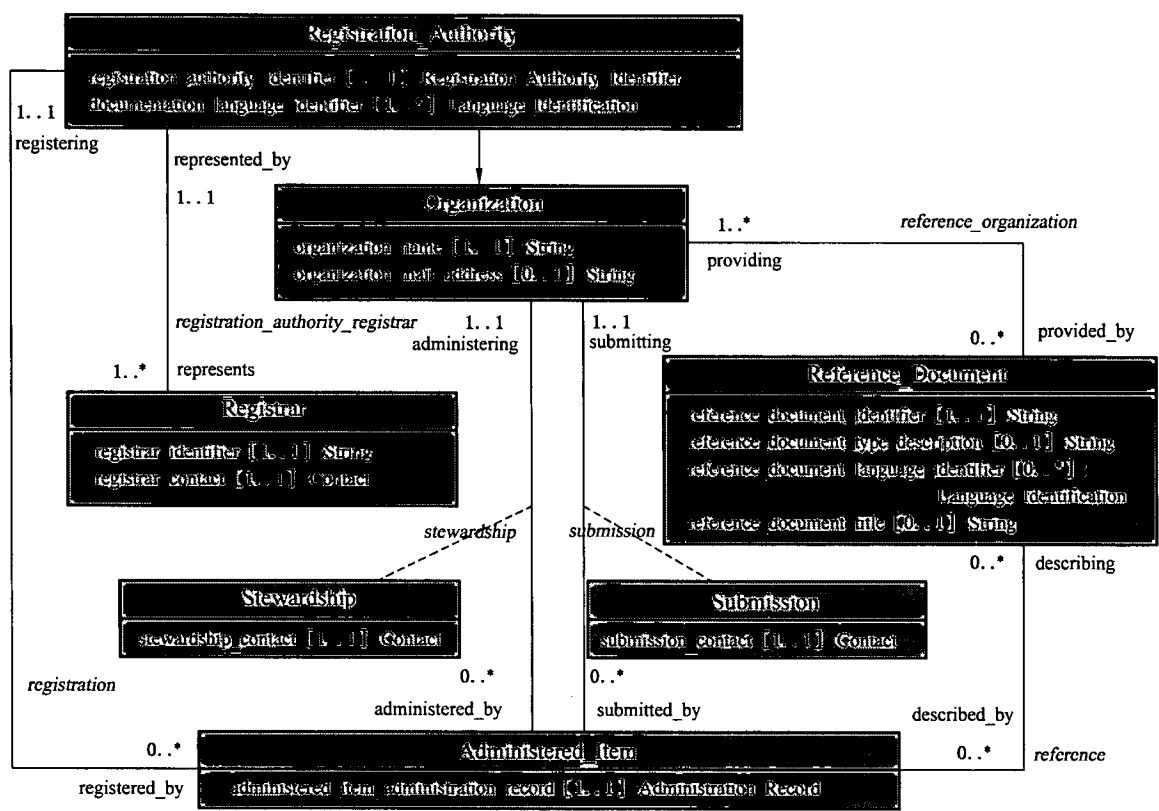 Registration_Authority
registration authority identifier [1. . 1] Registration Authority Identifier
documentation language identifier [1. . *] Language Identification
1. . 1
registering
represented_by
1. . 1
Organization
organization name [1. . 1] String
organization mail address [0. . 1] String
1. . *
reference_organization
providing
registration_authority_registrar
1. . 1
administering
1. . 1
submitting
0. . *
provided_by
1. . *
represents
Registrar
registrar identifier [1. . 1] String
registrar contact [1. . 1] Contact
Reference_Document
reference document identifier [1. . 1] String
reference document type description [0. . 1] String
reference document language identifier [0. . *] :
Language Identification
reference document title [0. . 1] String
stewardship
submission
0. . *
describing
Stewardship
stewardship_contact [1. . 1] Contact
Submission
submission contact [1. . 1] Contact
registration
0. . *
administered_by
0. . *
submitted_by
described_by
0. . *
reference
0. . *
registered_by
Administered_Item
administered item administration record [1. . 1] Administration Record